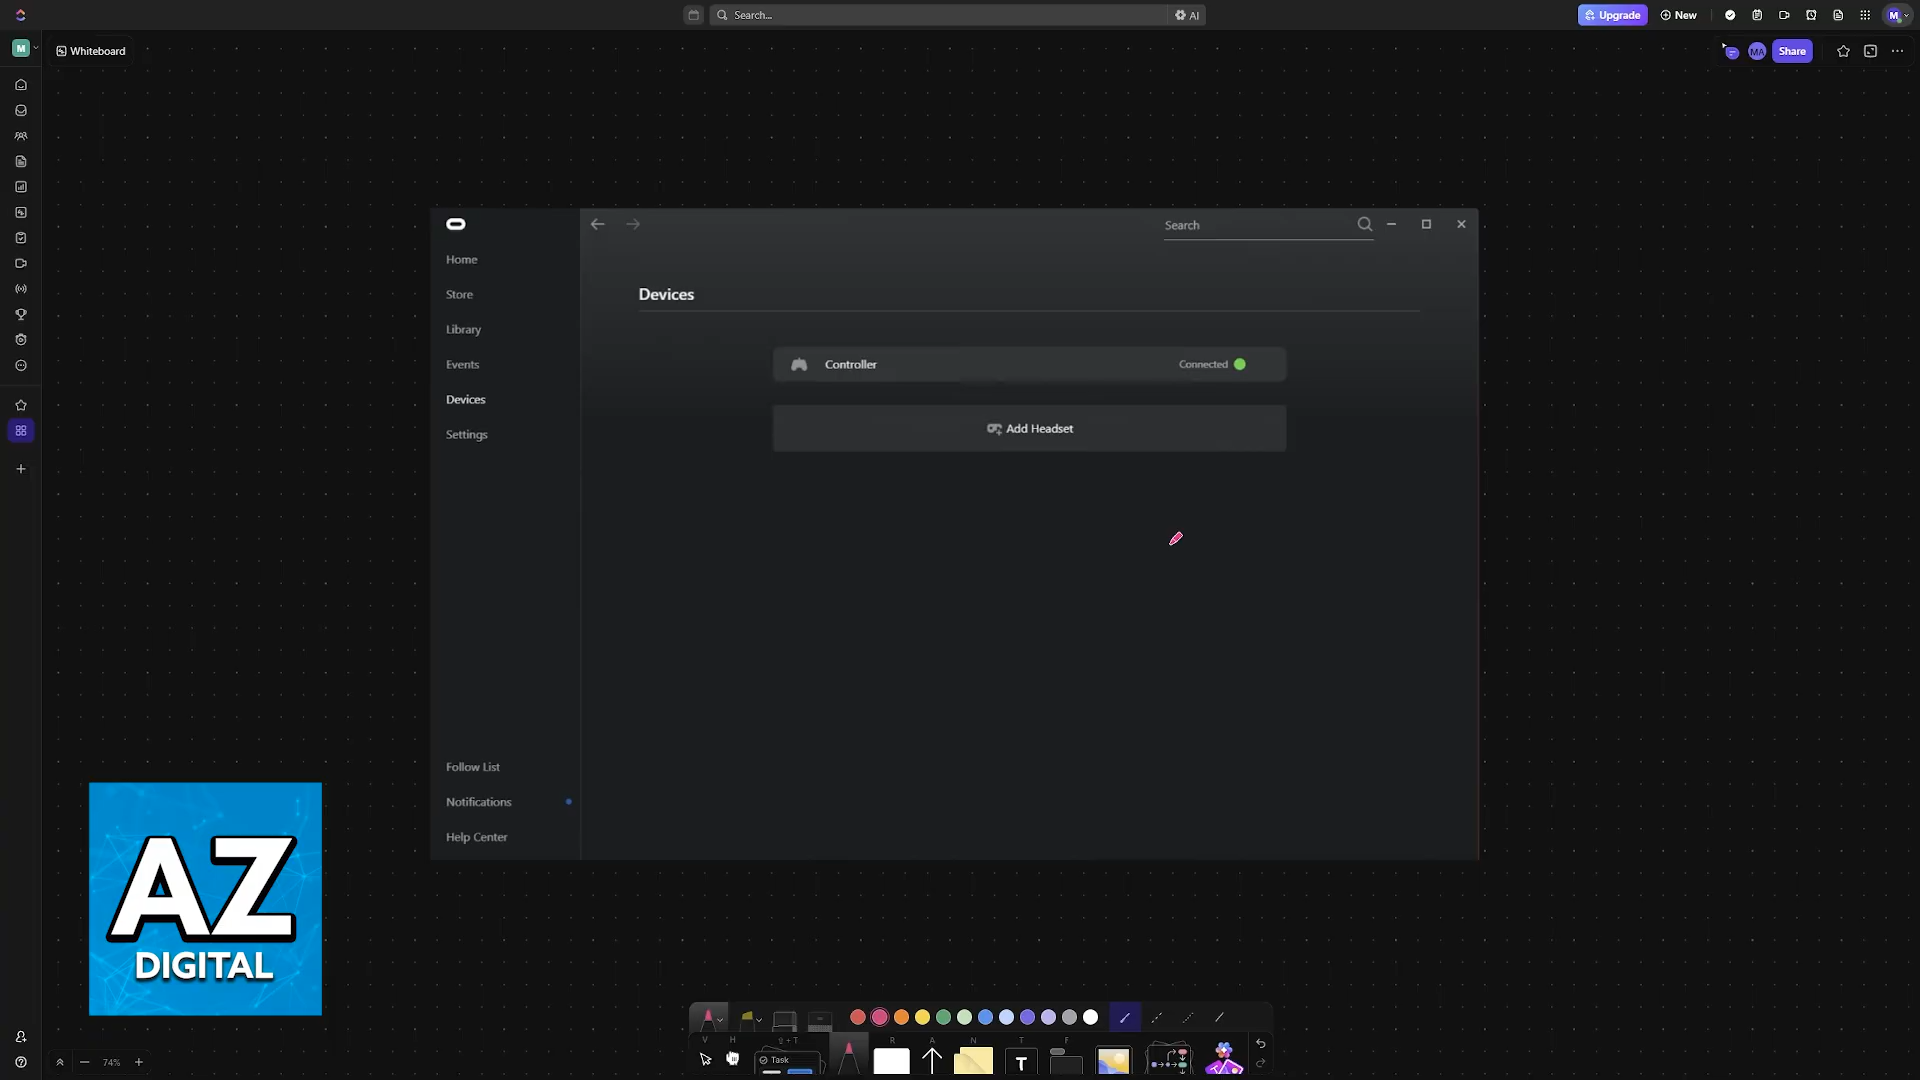 Search...
AI
Upgrade
New
M
M
Whiteboard
MA
Share
Search
Home
Store
Library
Events
Devices
Settings
Devices
Controller
Connected
Add Headset
Follow List
Notifications
Help Center
AZ
DIGITAL
V
H
⇧ + T
R
A
N
T
F
Task
T
74%